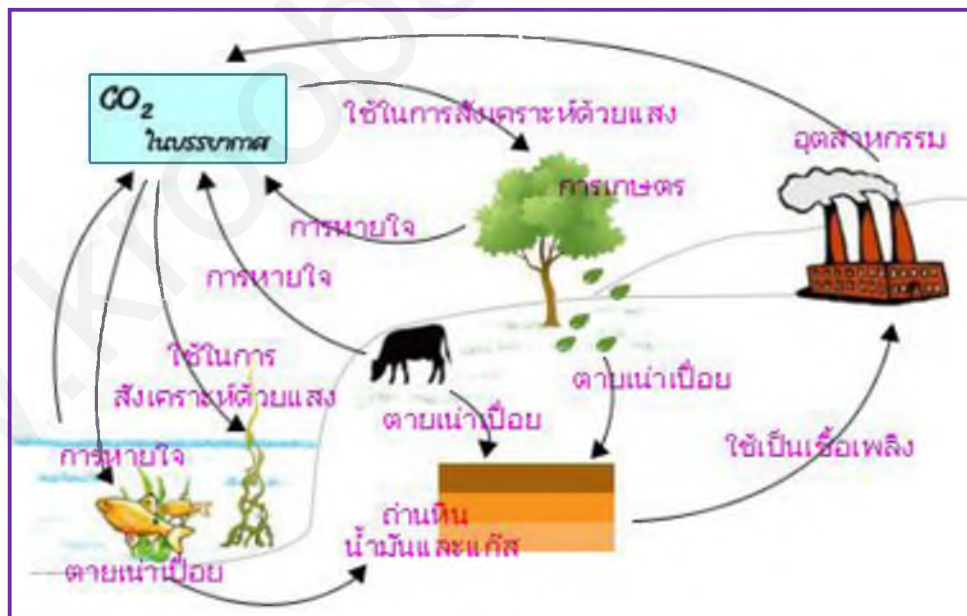 CO2
ในบรรยากาศ
ใช้ในการสังเคราะห์ด้วยแสง
อุตสาหกรรม
การเกษตร
การหายใจ
การหายใจ
ใช้ในการ
สังเคราะห์ด้วยแสง
ตายเน่าเปื่อย
ตายเน่าเปื่อย
ใช้เป็นเชื้อเพลิง
การหายใจ
ถ่านหิน
น้ำมันและแก๊ส
ตายเน่าเปื่อย